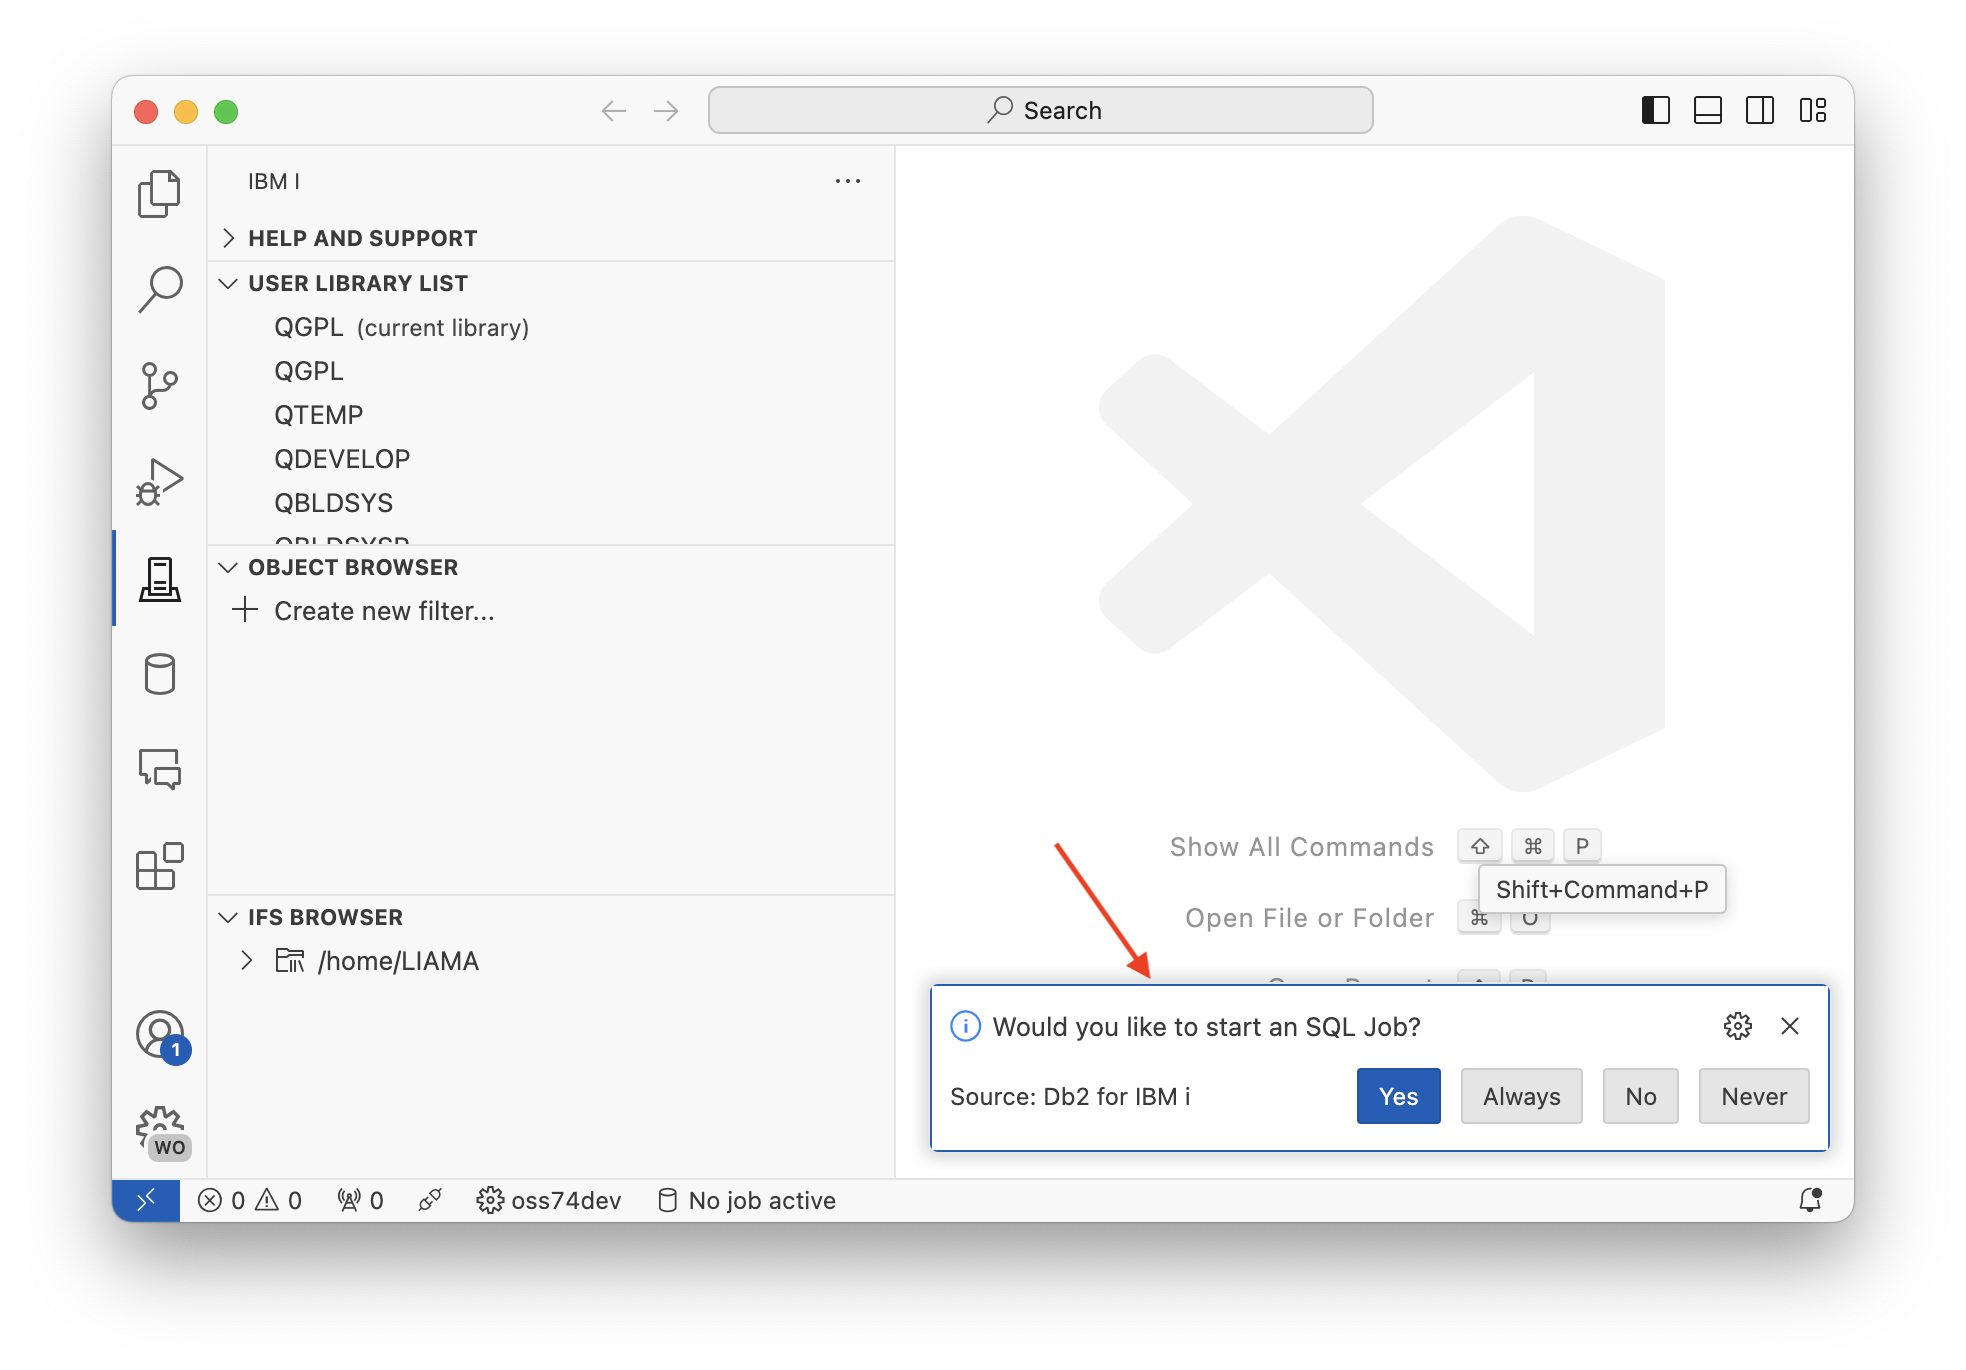 Search
IBM I
HELP AND SUPPORT
USER LIBRARY LIST
QGPL (current library)
QGPL
QTEMP
QDEVELOP
QBLDSYS
OBJECT BROWSER
Create new filter...
IFS BROWSER
/home/LIAMA
Show All Commands ⇧ ⌘ P
Shift+Command+P
Open File or Folder ⌘ O
Would you like to start an SQL Job?
Source: Db2 for IBM i
Yes Always No Never
1
WO
0 0 0 oss74dev No job active